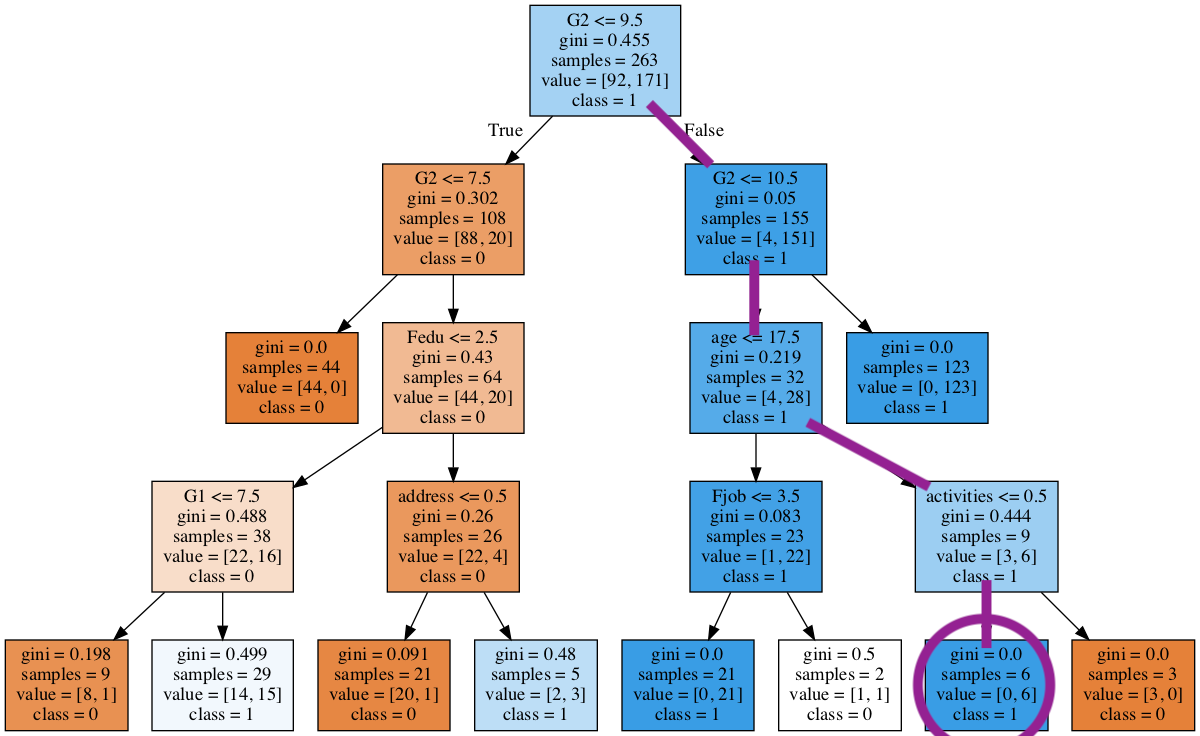 G2 <= 9.5
gini = 0.455
samples = 263
value = [92, 171]
class = 1
True
False
G2 <= 7.5
gini = 0.302
samples = 108
value = [88, 20]
class = 0
G2 <= 10.5
gini = 0.05
samples = 155
value = [4, 151]
class = 1
gini = 0.0
samples = 44
value = [44, 0]
class = 0
Fedu <= 2.5
gini = 0.43
samples = 64
value = [44, 20]
class = 0
age <= 17.5
gini = 0.219
samples = 32
value = [4, 28]
class = 1
gini = 0.0
samples = 123
value = [0, 123]
class = 1
G1 <= 7.5
gini = 0.488
samples = 38
value = [22, 16]
class = 0
address <= 0.5
gini = 0.26
samples = 26
value = [22, 4]
class = 0
Fjob <= 3.5
gini = 0.083
samples = 23
value = [1, 22]
class = 1
activities <= 0.5
gini = 0.444
samples = 9
value = [3, 6]
class = 1
gini = 0.198
samples = 9
value = [8, 1]
class = 0
gini = 0.499
samples = 29
value = [14, 15]
class = 1
gini = 0.091
samples = 21
value = [20, 1]
class = 0
gini = 0.48
samples = 5
value = [2, 3]
class = 1
gini = 0.0
samples = 21
value = [0, 21]
class = 1
gini = 0.5
samples = 2
value = [1, 1]
class = 0
gini = 0.0
samples = 6
value = [0, 6]
class = 1
gini = 0.0
samples = 3
value = [3, 0]
class = 0